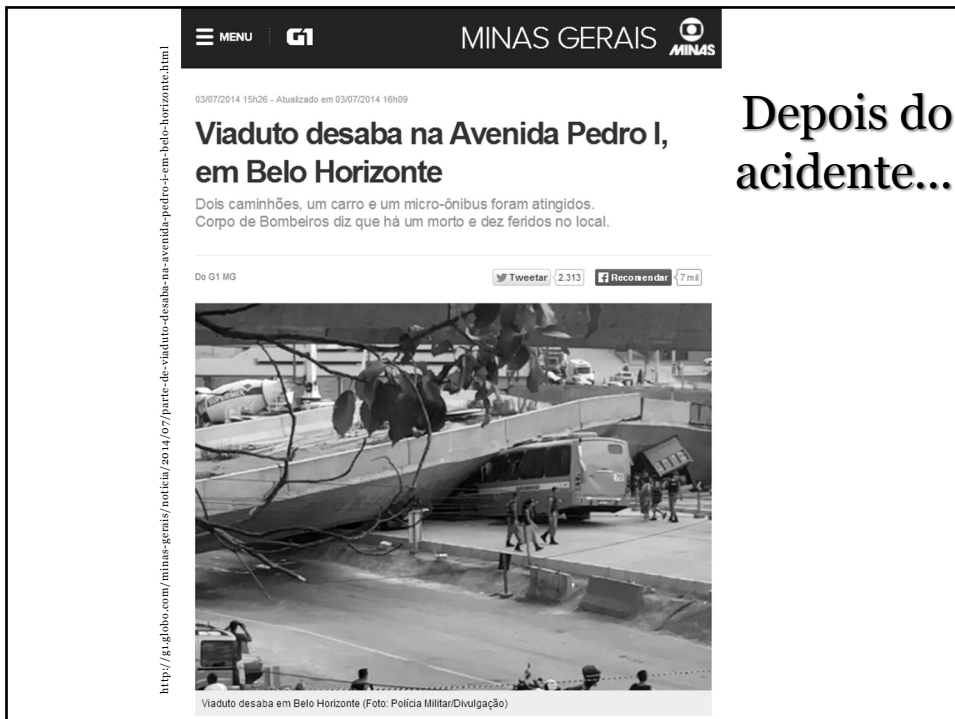 MENU
G1
MINAS GERAIS
MINAS
03/07/2014 15h26 - Atualizado em 03/07/2014 16h09
Viaduto desaba na Avenida Pedro I,
em Belo Horizonte
Dois caminhões, um carro e um micro-ônibus foram atingidos.
Corpo de Bombeiros diz que há um morto e dez feridos no local.
Do G1 MG
Tweetar
2.313
Recomendar
7 mil
SUPERMIX
Viaduto desaba em Belo Horizonte (Foto: Polícia Militar/Divulgação)
http://g1.globo.com/minas-gerais/noticia/2014/07/parte-de-viaduto-desaba-na-avenida-pedro-i-em-belo-horizonte.html
Depois do
acidente...